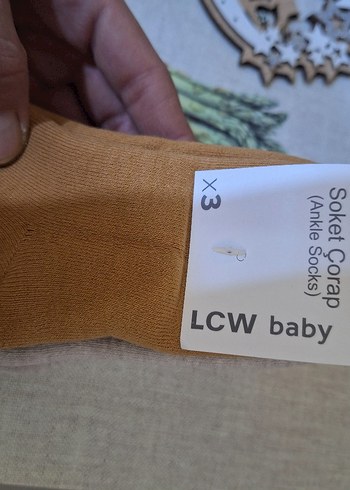 x3
Soket Çorap
(Ankle Socks)
LCW baby